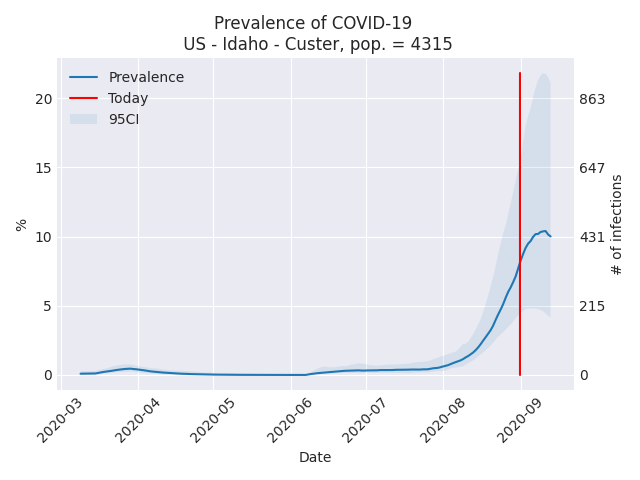 Prevalence of COVID-19
US - Idaho - Custer, pop. = 4315
Prevalence
Today
95CI
%
20
15
10
5
0
863
647
431
215
0
# of infections
2020-03
2020-04
2020-05
2020-06
2020-07
2020-08
2020-09
Date